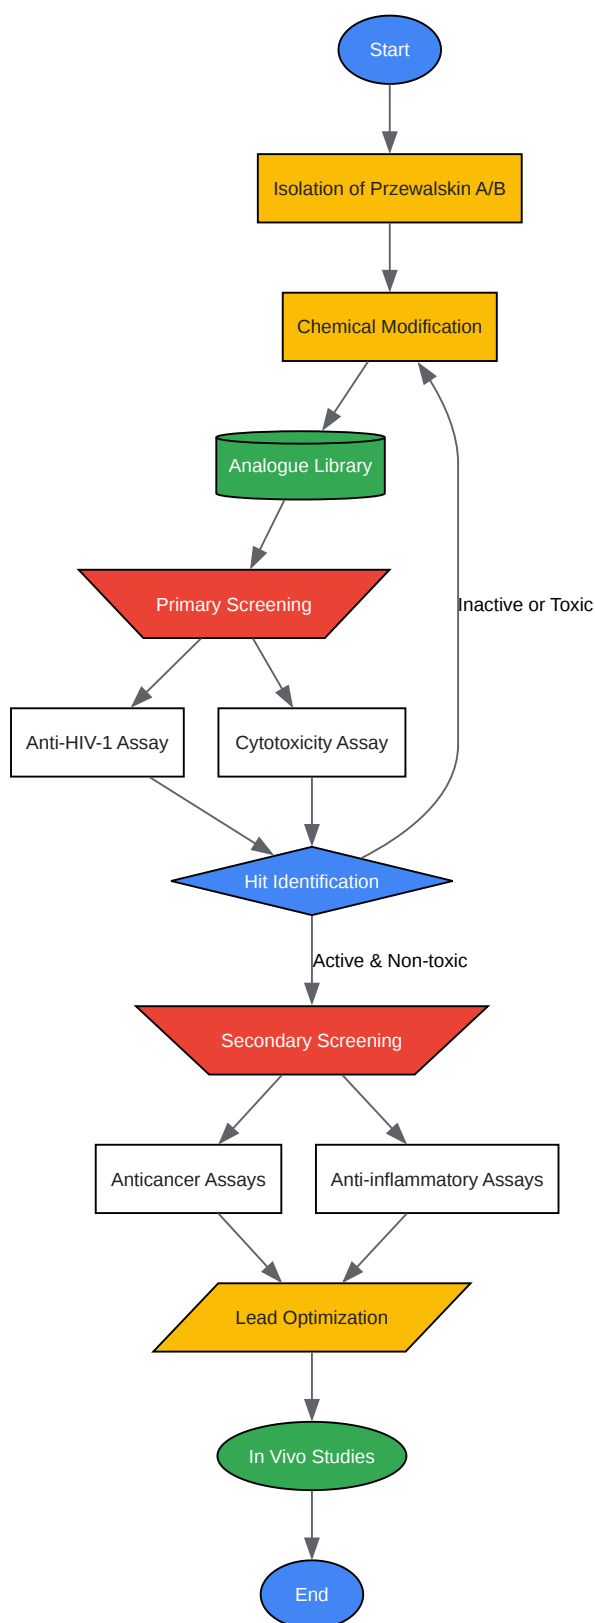 Start
Isolation of Przewalskin A/B
Chemical Modification
Analogue Library
Primary Screening
Inactive or Toxic
Anti-HIV-1 Assay
Cytotoxicity Assay
Hit Identification
Active & Non-toxic
Secondary Screening
Anticancer Assays
Anti-inflammatory Assays
Lead Optimization
In Vivo Studies
End